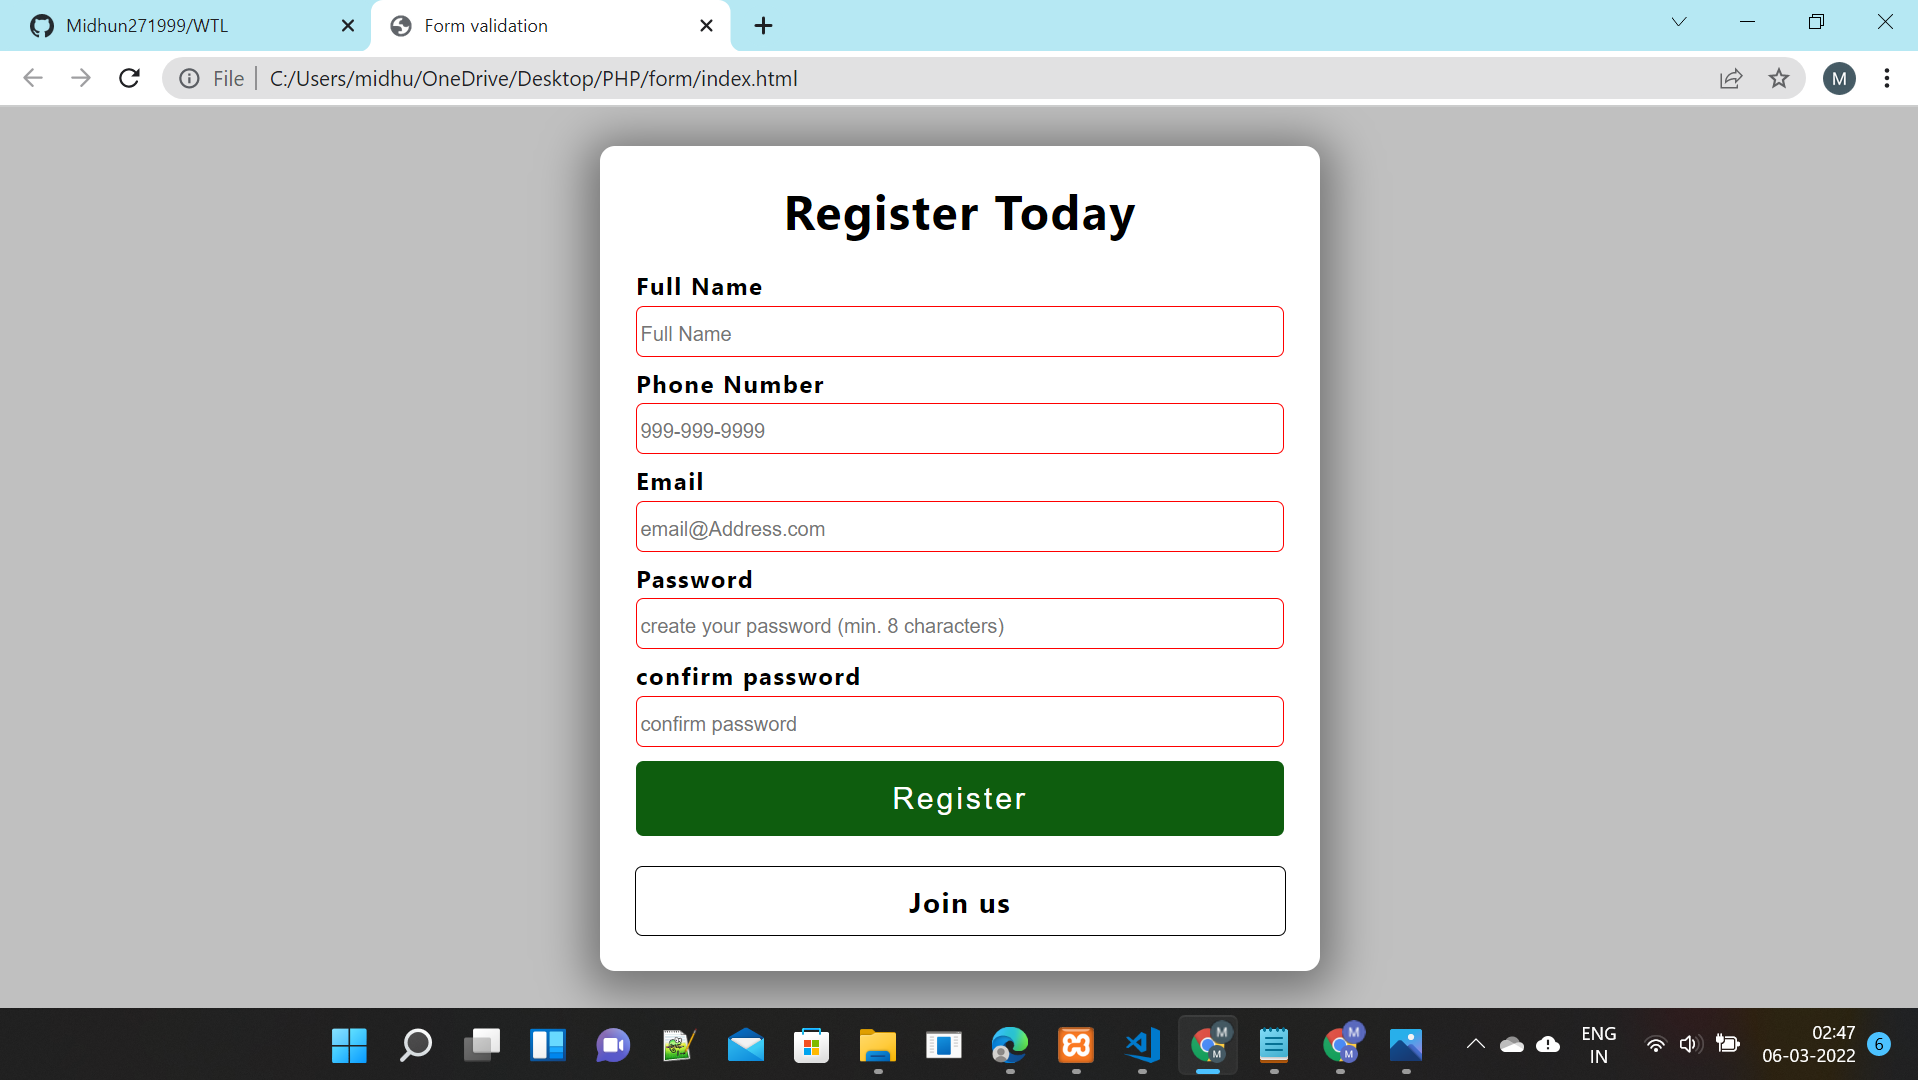 Midhun271999/WTL
Form validation
File
C:/Users/midhu/OneDrive/Desktop/PHP/form/index.html
M
Register Today
Full Name
Full Name
Phone Number
999-999-9999
Email
email@Address.com
Password
create your password (min. 8 characters)
confirm password
confirm password
Register
Join us
M
M
M
M
ENG
IN
02:47
06-03-2022
6